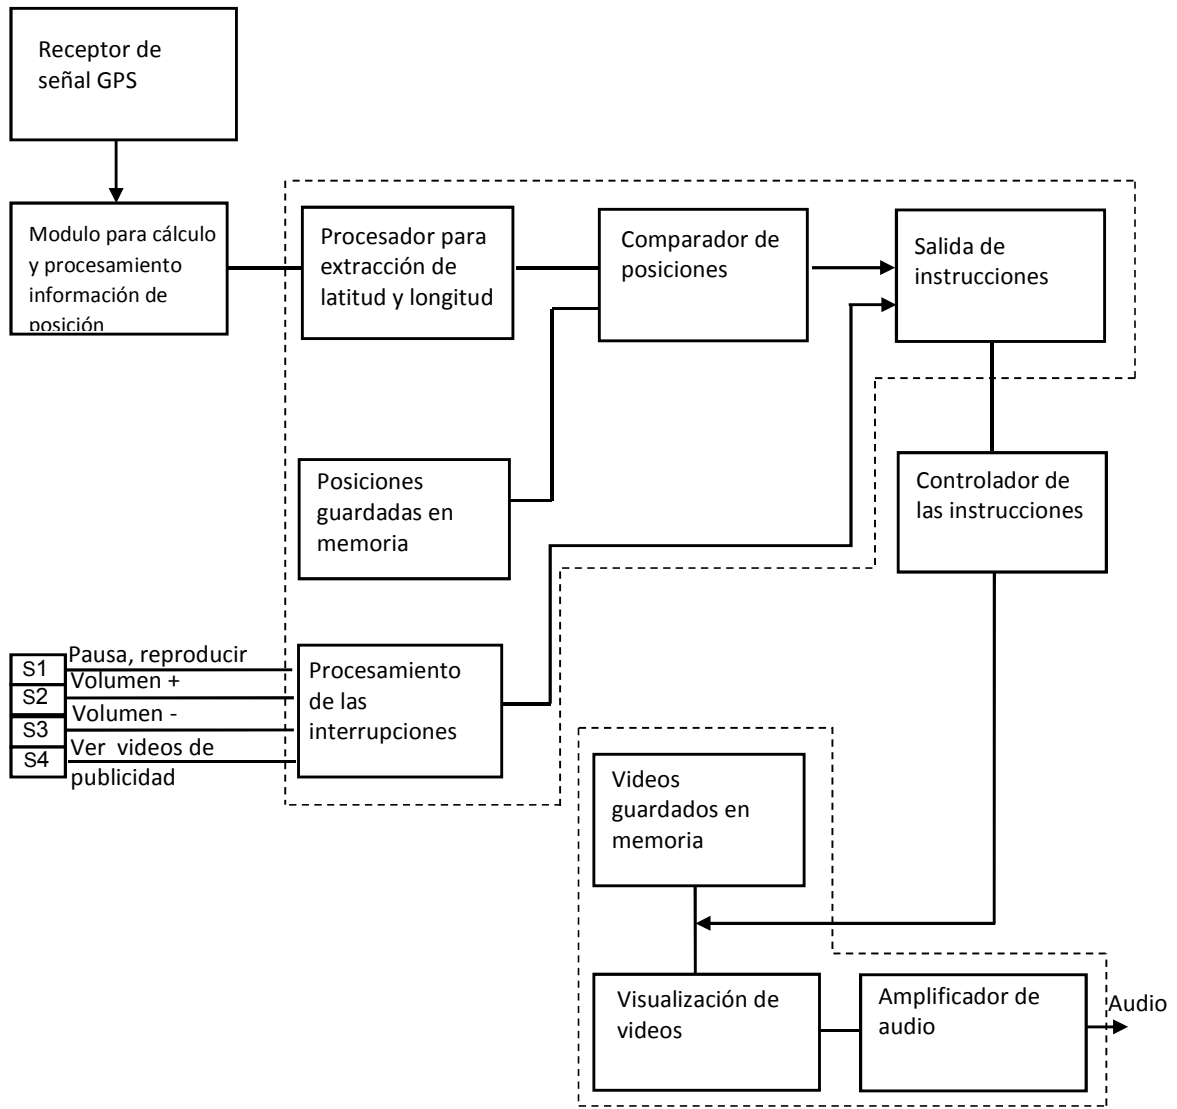 Receptor de
señal GPS
Modulo para cálculo
y procesamiento
información de
posición
Procesador para
extracción de
latitud y longitud
Comparador de
posiciones
Salida de
instrucciones
Posiciones
guardadas en
memoria
Controlador de
las instrucciones
S1
Pausa, reproducir
S2
Volumen +
S3
Volumen -
S4
Ver videos de
publicidad
Procesamiento
de las
interrupciones
Videos
guardados en
memoria
Visualización de
videos
Amplificador de
audio
Audio